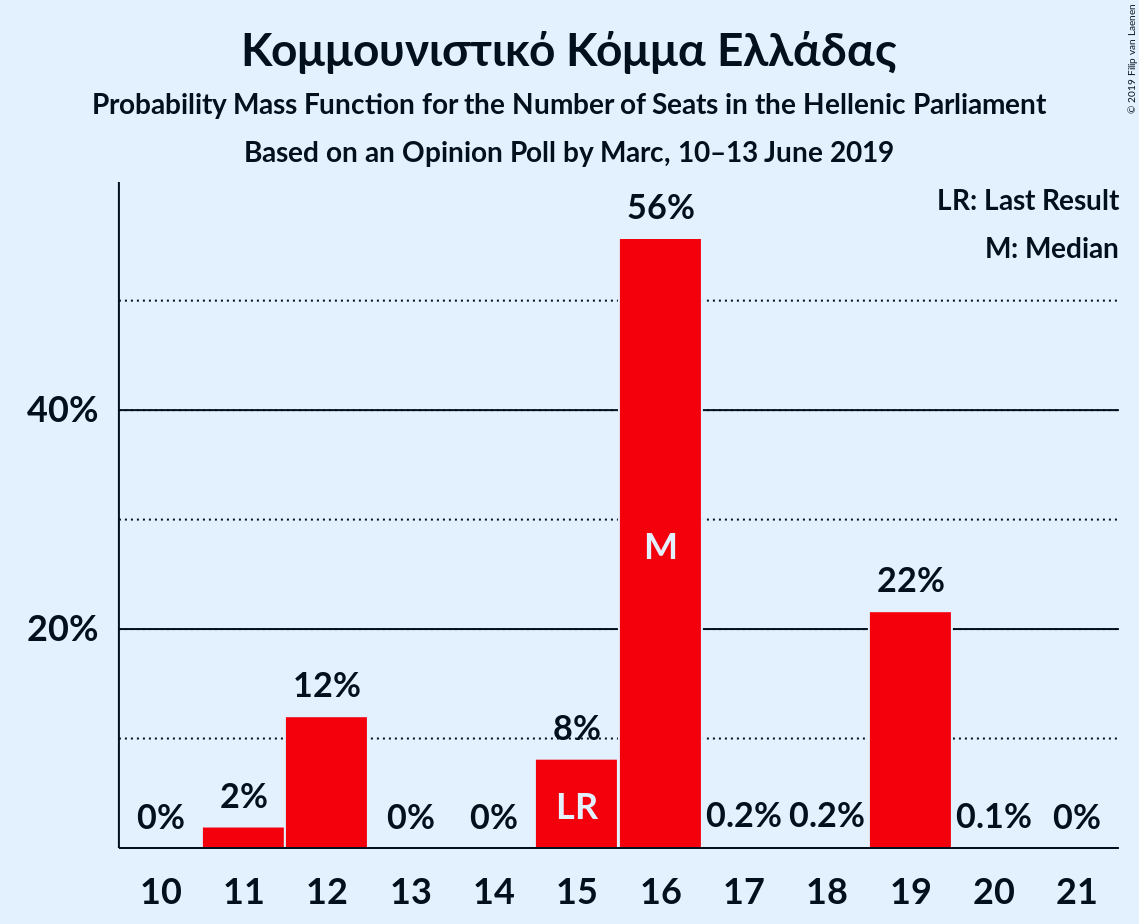 Κομμουνιστικό Κόμμα Ελλάδας
Probability Mass Function for the Number of Seats in the Hellenic Parliament
Based on an Opinion Poll by Marc, 10–13 June 2019
© 2019 Filip van Laenen
LR: Last Result
M: Median
56%
40%
M
22%
20%
12%
8%
2%
LR
0%
0%
0%
0.2%
0.2%
0.1%
0%
10 11 12 13 14 15 16 17 18 19 20 21